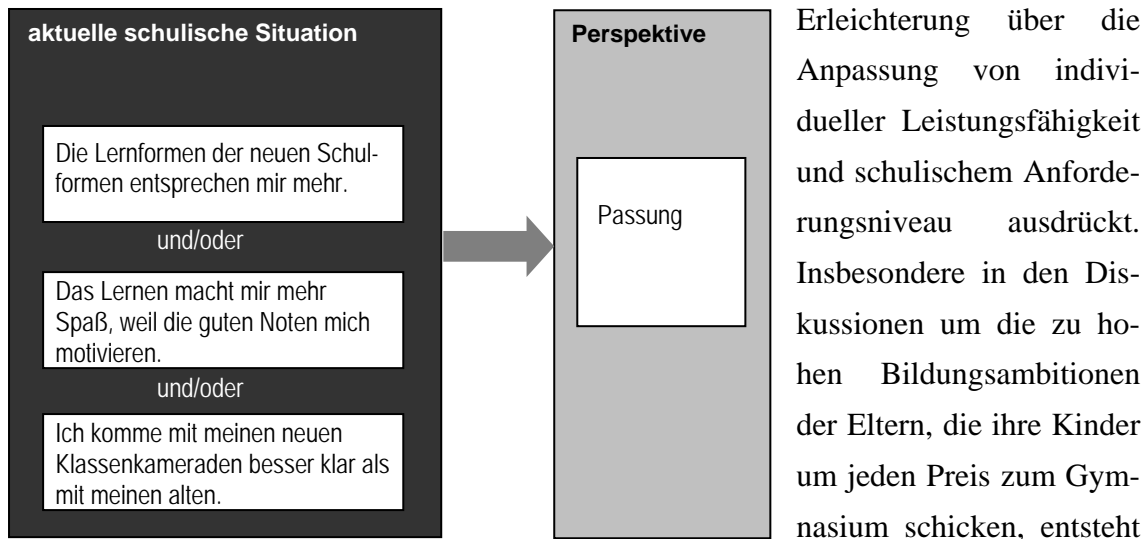 aktuelle schulische Situation
Die Lernformen der neuen Schul-
formen entsprechen mir mehr.
und/oder
Das Lernen macht mir mehr
Spaß, weil die guten Noten mich
motivieren.
und/oder
Ich komme mit meinen neuen
Klassenkameraden besser klar als
mit meinen alten.
Perspektive
Passung
Erleichterung über die
Anpassung von indivi-
dueller Leistungsfähigkeit
und schulischem Anforde-
rungsniveau ausdrückt.
Insbesondere in den Dis-
kussionen um die zu ho-
hen Bildungsambitionen
der Eltern, die ihre Kinder
um jeden Preis zum Gym-
nasium schicken, entsteht